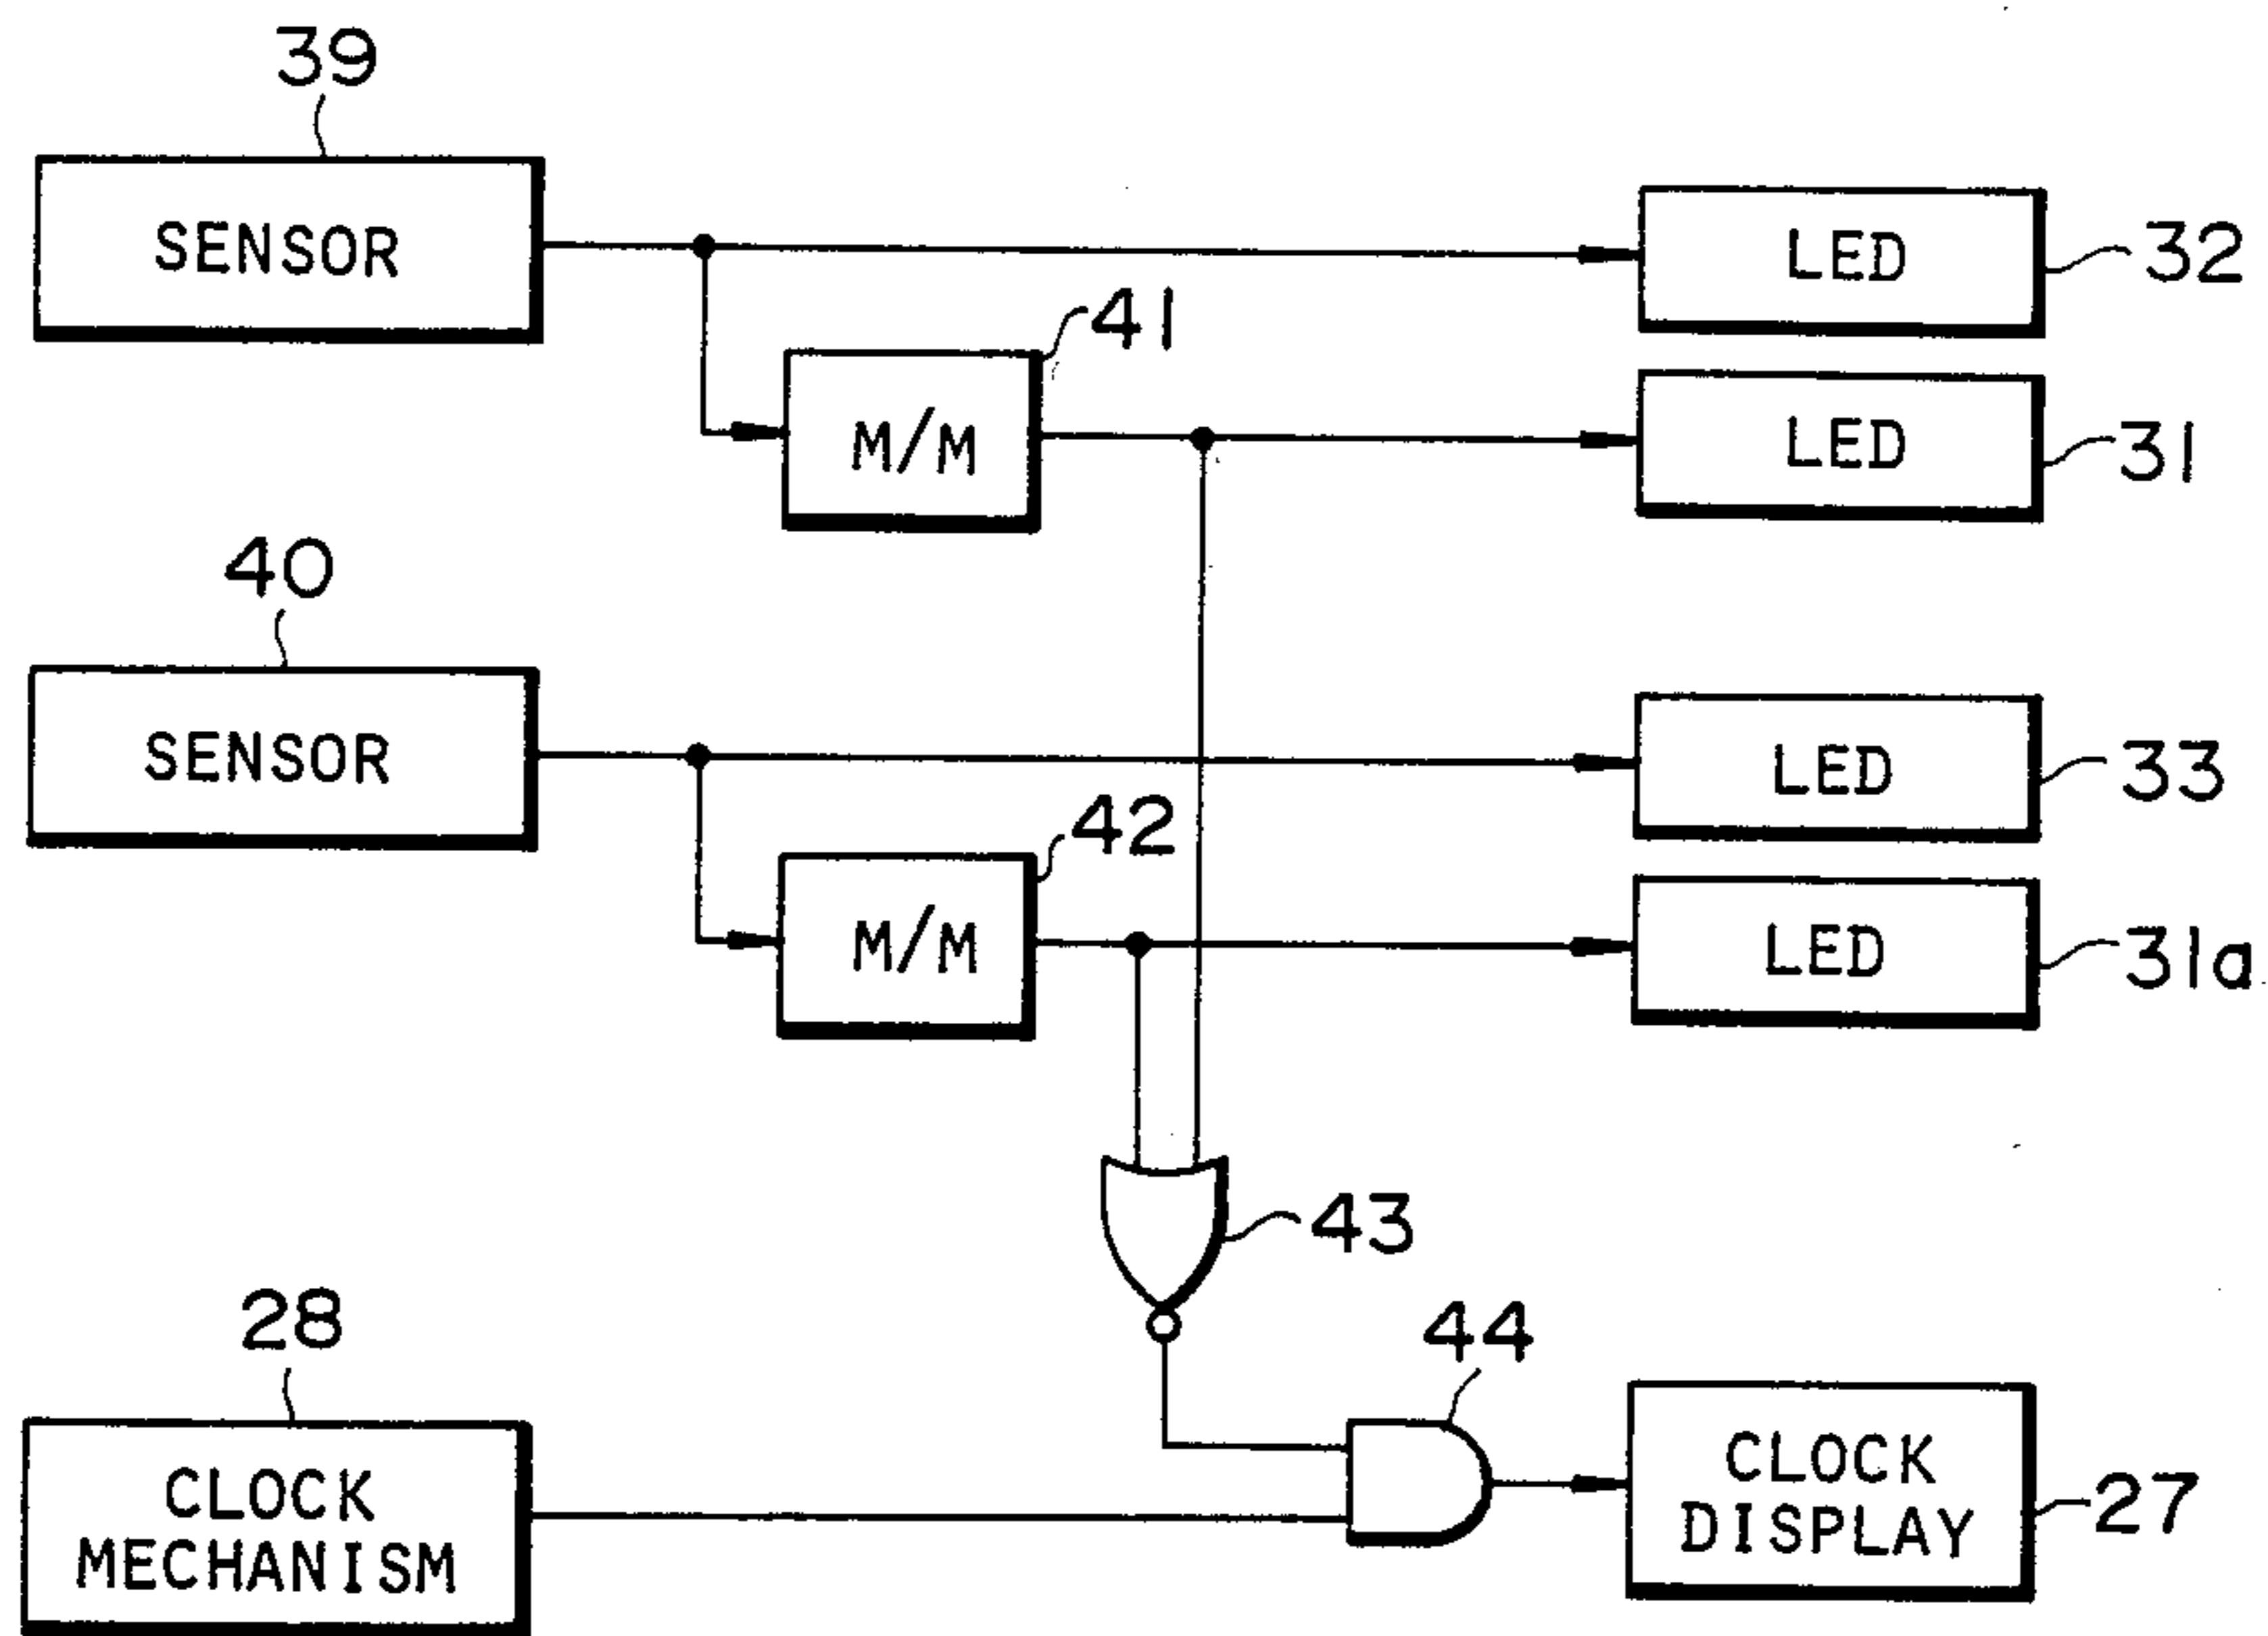 39
SENSOR
LED
32
41
M/M
LED
31
40
SENSOR
LED
33
42
M/M
LED
31a
43
28
CLOCK
MECHANISM
44
CLOCK
DISPLAY
27